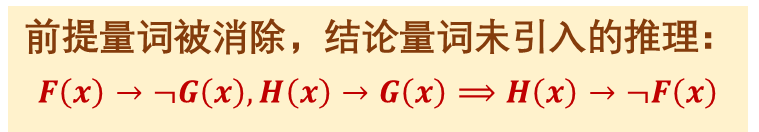 前提量词被消除，结论量词未引入的推理：
F(x) → ¬G(x), H(x) → G(x) ⟹ H(x) → ¬F(x)